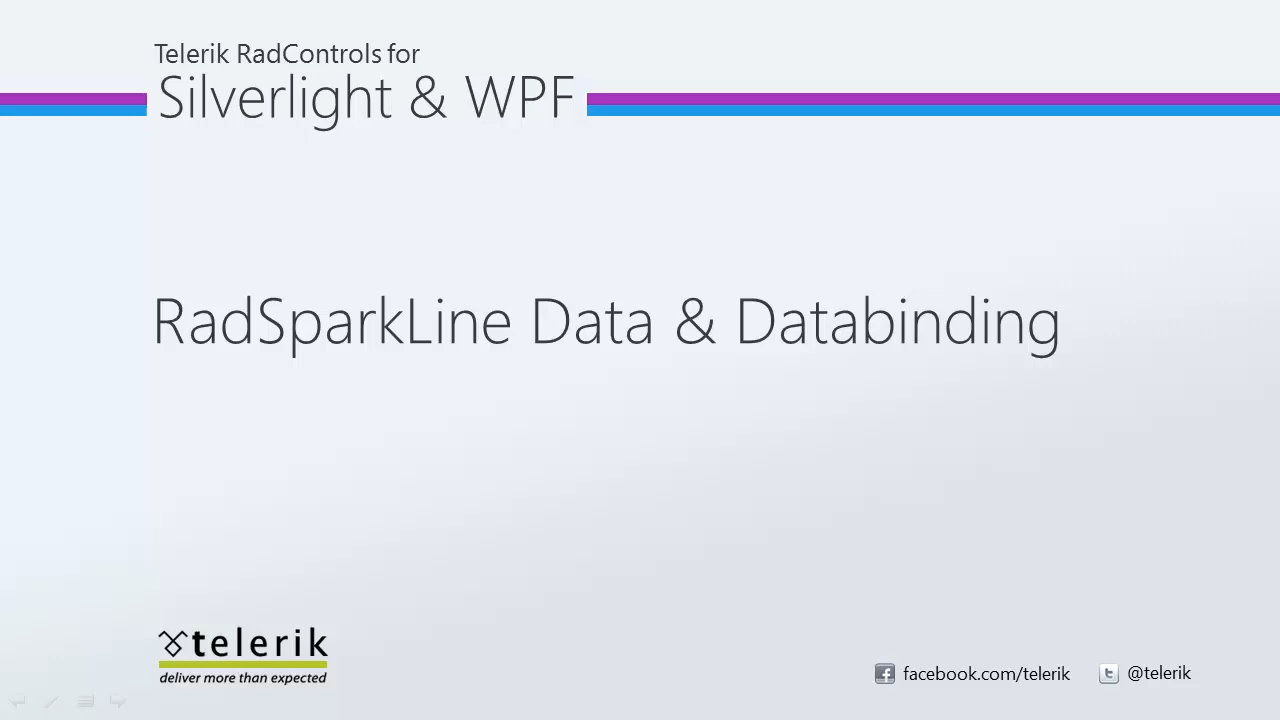 Telerik RadControls for
Silverlight & WPF
RadSparkLine Data & Databinding
telerik
deliver more than expected
facebook.com/telerik
@telerik